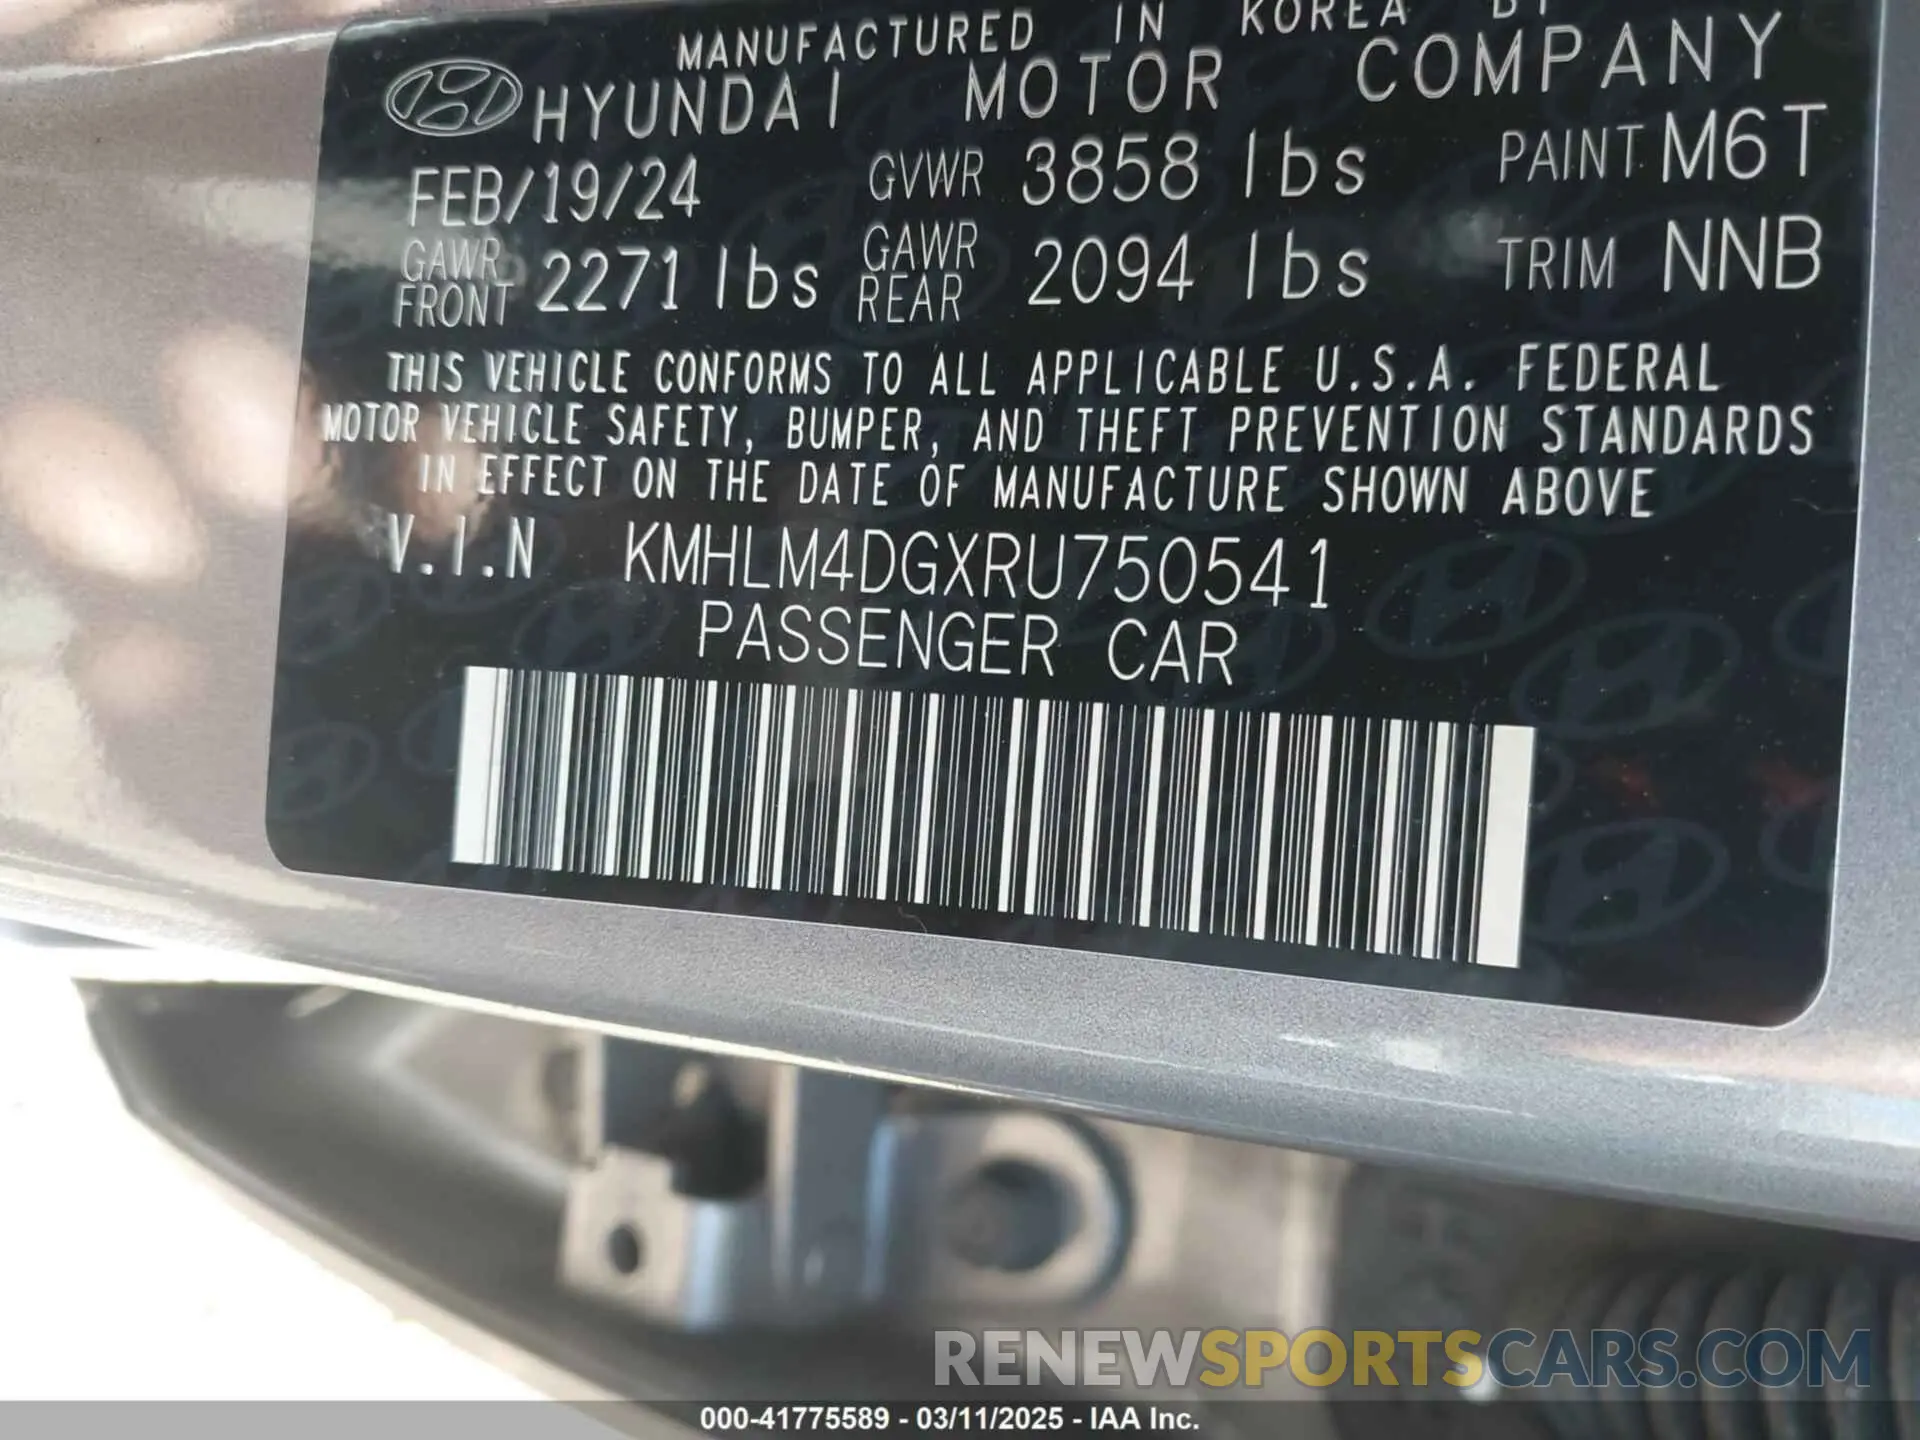 MANUFACTURED IN KOREA BY
HYUNDAI MOTOR COMPANY
FEB/19/24 GVWR 3858 lbs PAINT M6T
GAWR FRONT 2271 lbs GAWR REAR 2094 lbs TRIM NNB
THIS VEHICLE CONFORMS TO ALL APPLICABLE U.S.A. FEDERAL
MOTOR VEHICLE SAFETY, BUMPER, AND THEFT PREVENTION STANDARDS
IN EFFECT ON THE DATE OF MANUFACTURE SHOWN ABOVE
V.I.N KMHLM4DGXRU750541
PASSENGER CAR
RENEWSPORTSCARS.COM
000-41775589 - 03/11/2025 - IAA Inc.